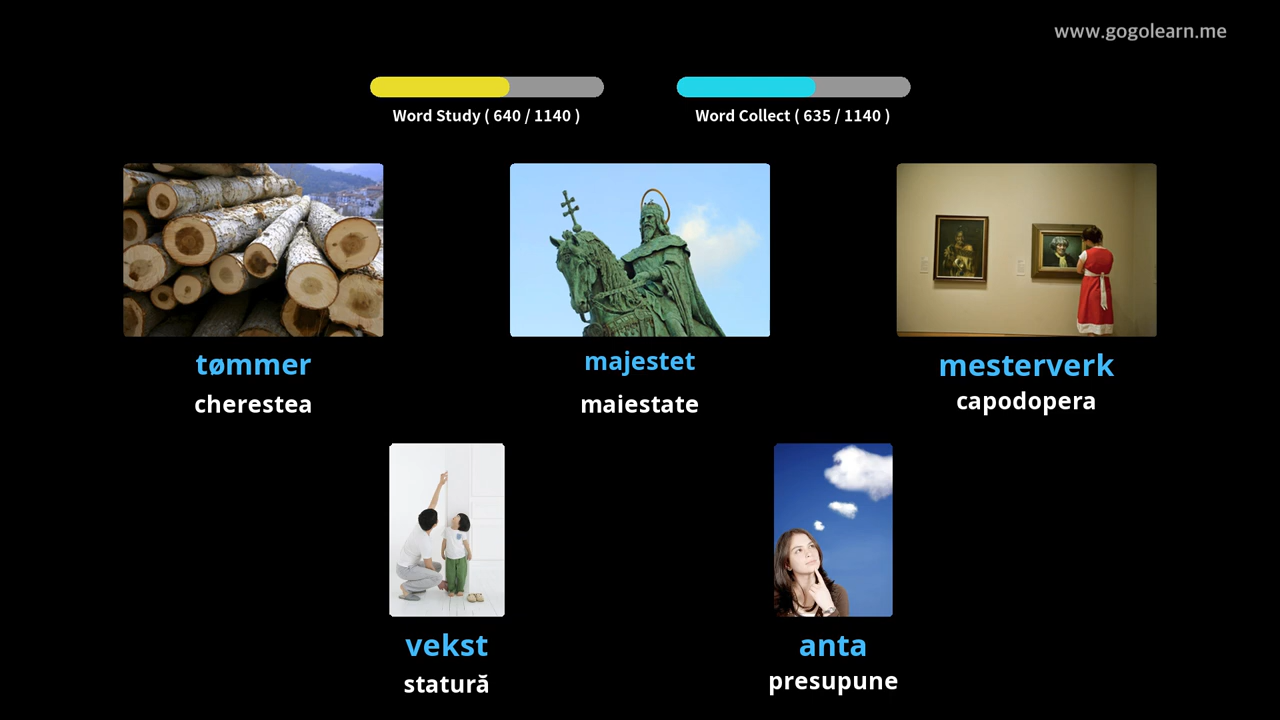 www.gogolearn.me
Word Study ( 640 / 1140 )
Word Collect ( 635 / 1140 )
tømmer
cherestea
majestet
maiestate
mesterverk
capodopera
vekst
statură
anta
presupune